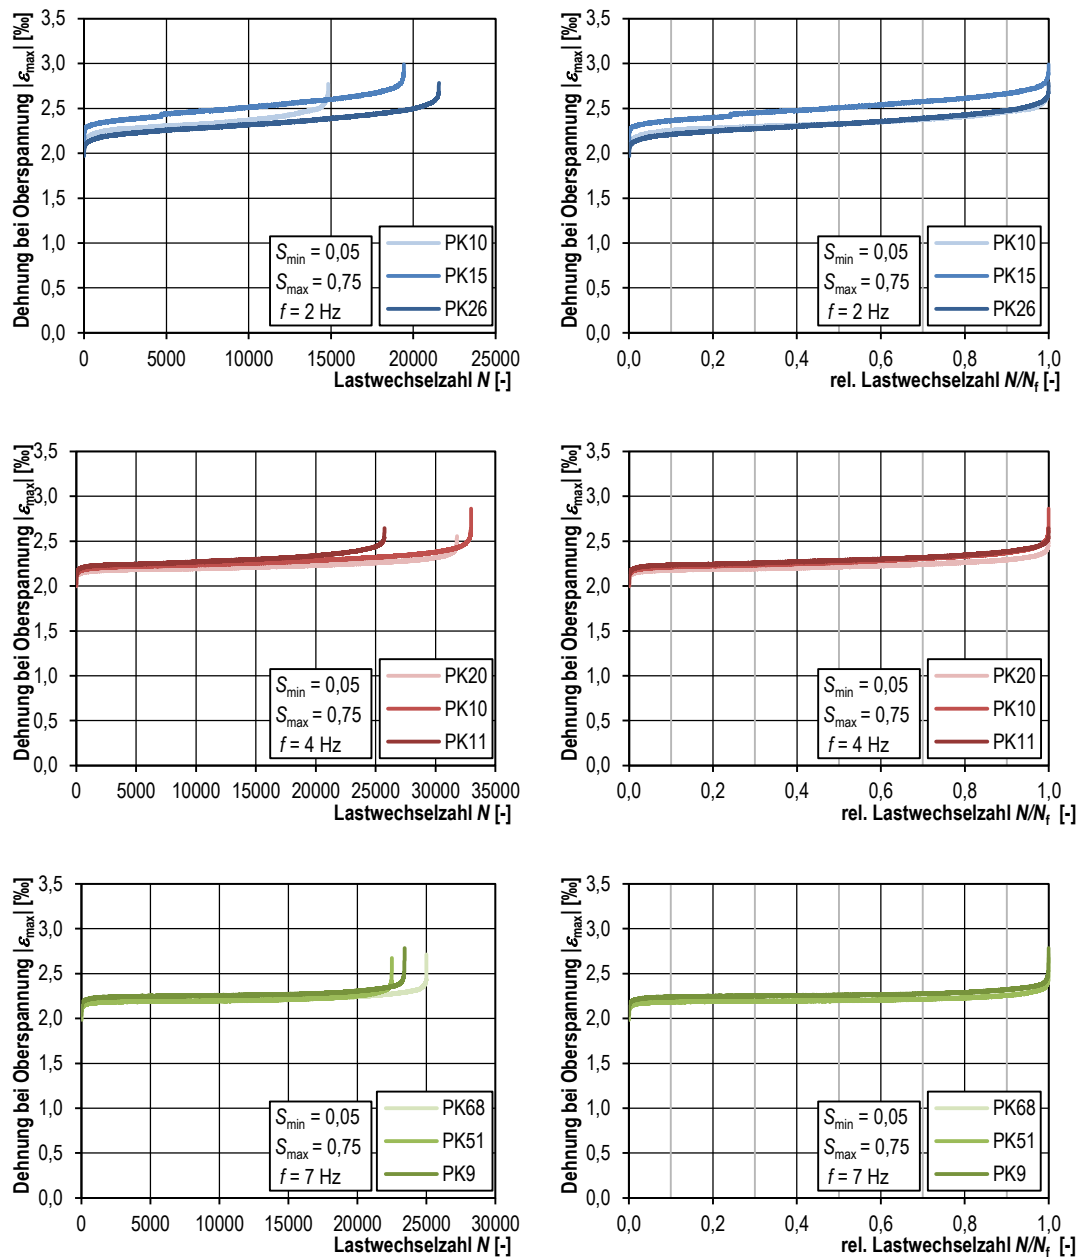 Dehnung bei Oberspannung |εmax| [‰]
3,5
3,0
2,5
2,0
1,5
1,0
0,5
0,0
Smin = 0,05
Smax = 0,75
f = 2 Hz
PK10
PK15
PK26
0 5000 10000 15000 20000 25000
Lastwechselzahl N [-]
Dehnung bei Oberspannung |εmax| [‰]
3,5
3,0
2,5
2,0
1,5
1,0
0,5
0,0
Smin = 0,05
Smax = 0,75
f = 2 Hz
PK10
PK15
PK26
0,0 0,2 0,4 0,6 0,8 1,0
rel. Lastwechselzahl N/Nf [-]
Dehnung bei Oberspannung |εmax| [‰]
3,5
3,0
2,5
2,0
1,5
1,0
0,5
0,0
Smin = 0,05
Smax = 0,75
f = 4 Hz
PK20
PK10
PK11
0 5000 10000 15000 20000 25000 30000 35000
Lastwechselzahl N [-]
Dehnung bei Oberspannung |εmax| [‰]
3,5
3,0
2,5
2,0
1,5
1,0
0,5
0,0
Smin = 0,05
Smax = 0,75
f = 4 Hz
PK20
PK10
PK11
0,0 0,2 0,4 0,6 0,8 1,0
rel. Lastwechselzahl N/Nf [-]
Dehnung bei Oberspannung |εmax| [‰]
3,5
3,0
2,5
2,0
1,5
1,0
0,5
0,0
Smin = 0,05
Smax = 0,75
f = 7 Hz
PK68
PK51
PK9
0 5000 10000 15000 20000 25000 30000
Lastwechselzahl N [-]
Dehnung bei Oberspannung |εmax| [‰]
3,5
3,0
2,5
2,0
1,5
1,0
0,5
0,0
Smin = 0,05
Smax = 0,75
f = 7 Hz
PK68
PK51
PK9
0,0 0,2 0,4 0,6 0,8 1,0
rel. Lastwechselzahl N/Nf [-]